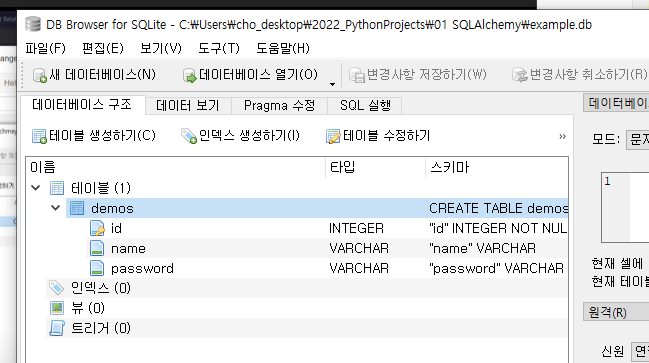 DB Browser for SQLite - C:₩Users₩cho_desktop₩2022_PythonProjects₩01 SQLAlchemy₩example.db
파일(F) 편집(E) 보기(V) 도구(T) 도움말(H)
새 데이터베이스(N) 데이터베이스 열기(O) 변경사항 저장하기(W) 변경사항 취소하기(R)
데이터베이스 구조 데이터 보기 Pragma 수정 SQL 실행
데이터베이스
테이블 생성하기(C) 인덱스 생성하기(I) 테이블 수정하기 »
모드: 문자
이름 타입 스키마
1
테이블 (1)
demos CREATE TABLE demos
id INTEGER "id" INTEGER NOT NUL
name VARCHAR "name" VARCHAR
password VARCHAR "password" VARCHAR
현재 셀에
현재 테이블
인덱스 (0)
뷰 (0)
원격(R)
트리거 (0)
신원